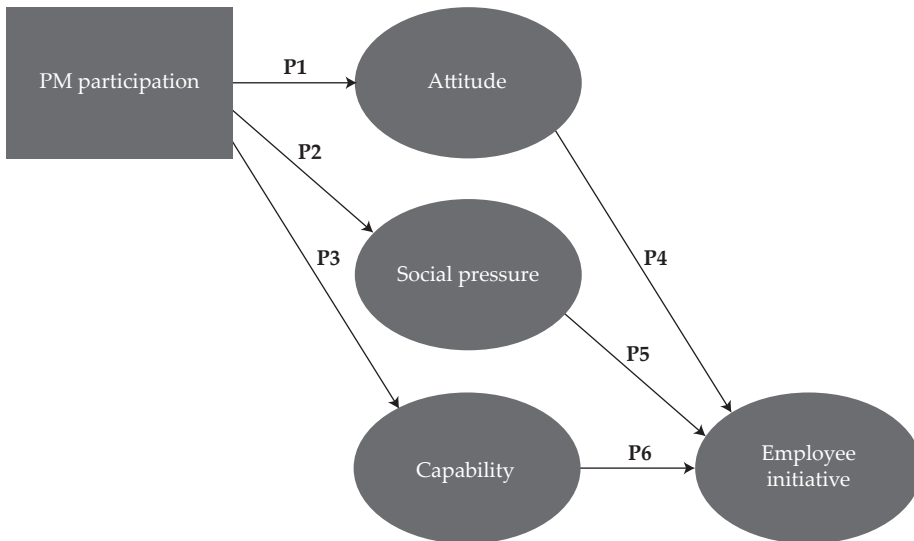 PM participation
P1
Attitude
P2
P3
Social pressure
P4
P5
Capability
P6
Employee
initiative